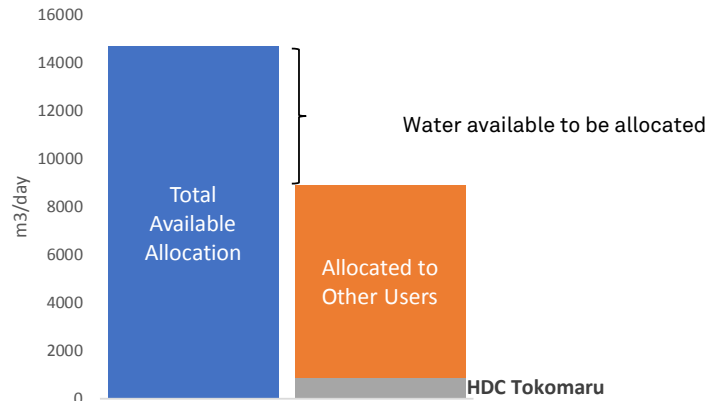 16000
14000
12000
10000
8000
6000
4000
2000
0
m3/day
Total
Available
Allocation
Allocated to
Other Users
Water available to be allocated
HDC Tokomaru